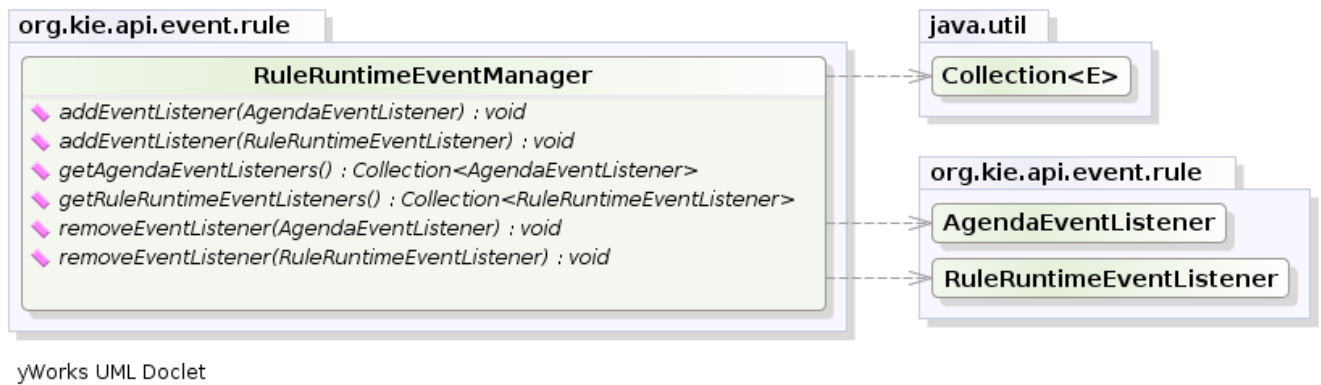 org.kie.api.event.rule
RuleRuntimeEventManager
addEventListener(AgendaEventListener) : void
addEventListener(RuleRuntimeEventListener) : void
getAgendaEventListeners() : Collection<AgendaEventListener>
getRuleRuntimeEventListeners() : Collection<RuleRuntimeEventListener>
removeEventListener(AgendaEventListener) : void
removeEventListener(RuleRuntimeEventListener) : void
java.util
Collection<E>
org.kie.api.event.rule
AgendaEventListener
RuleRuntimeEventListener
yWorks UML Doclet